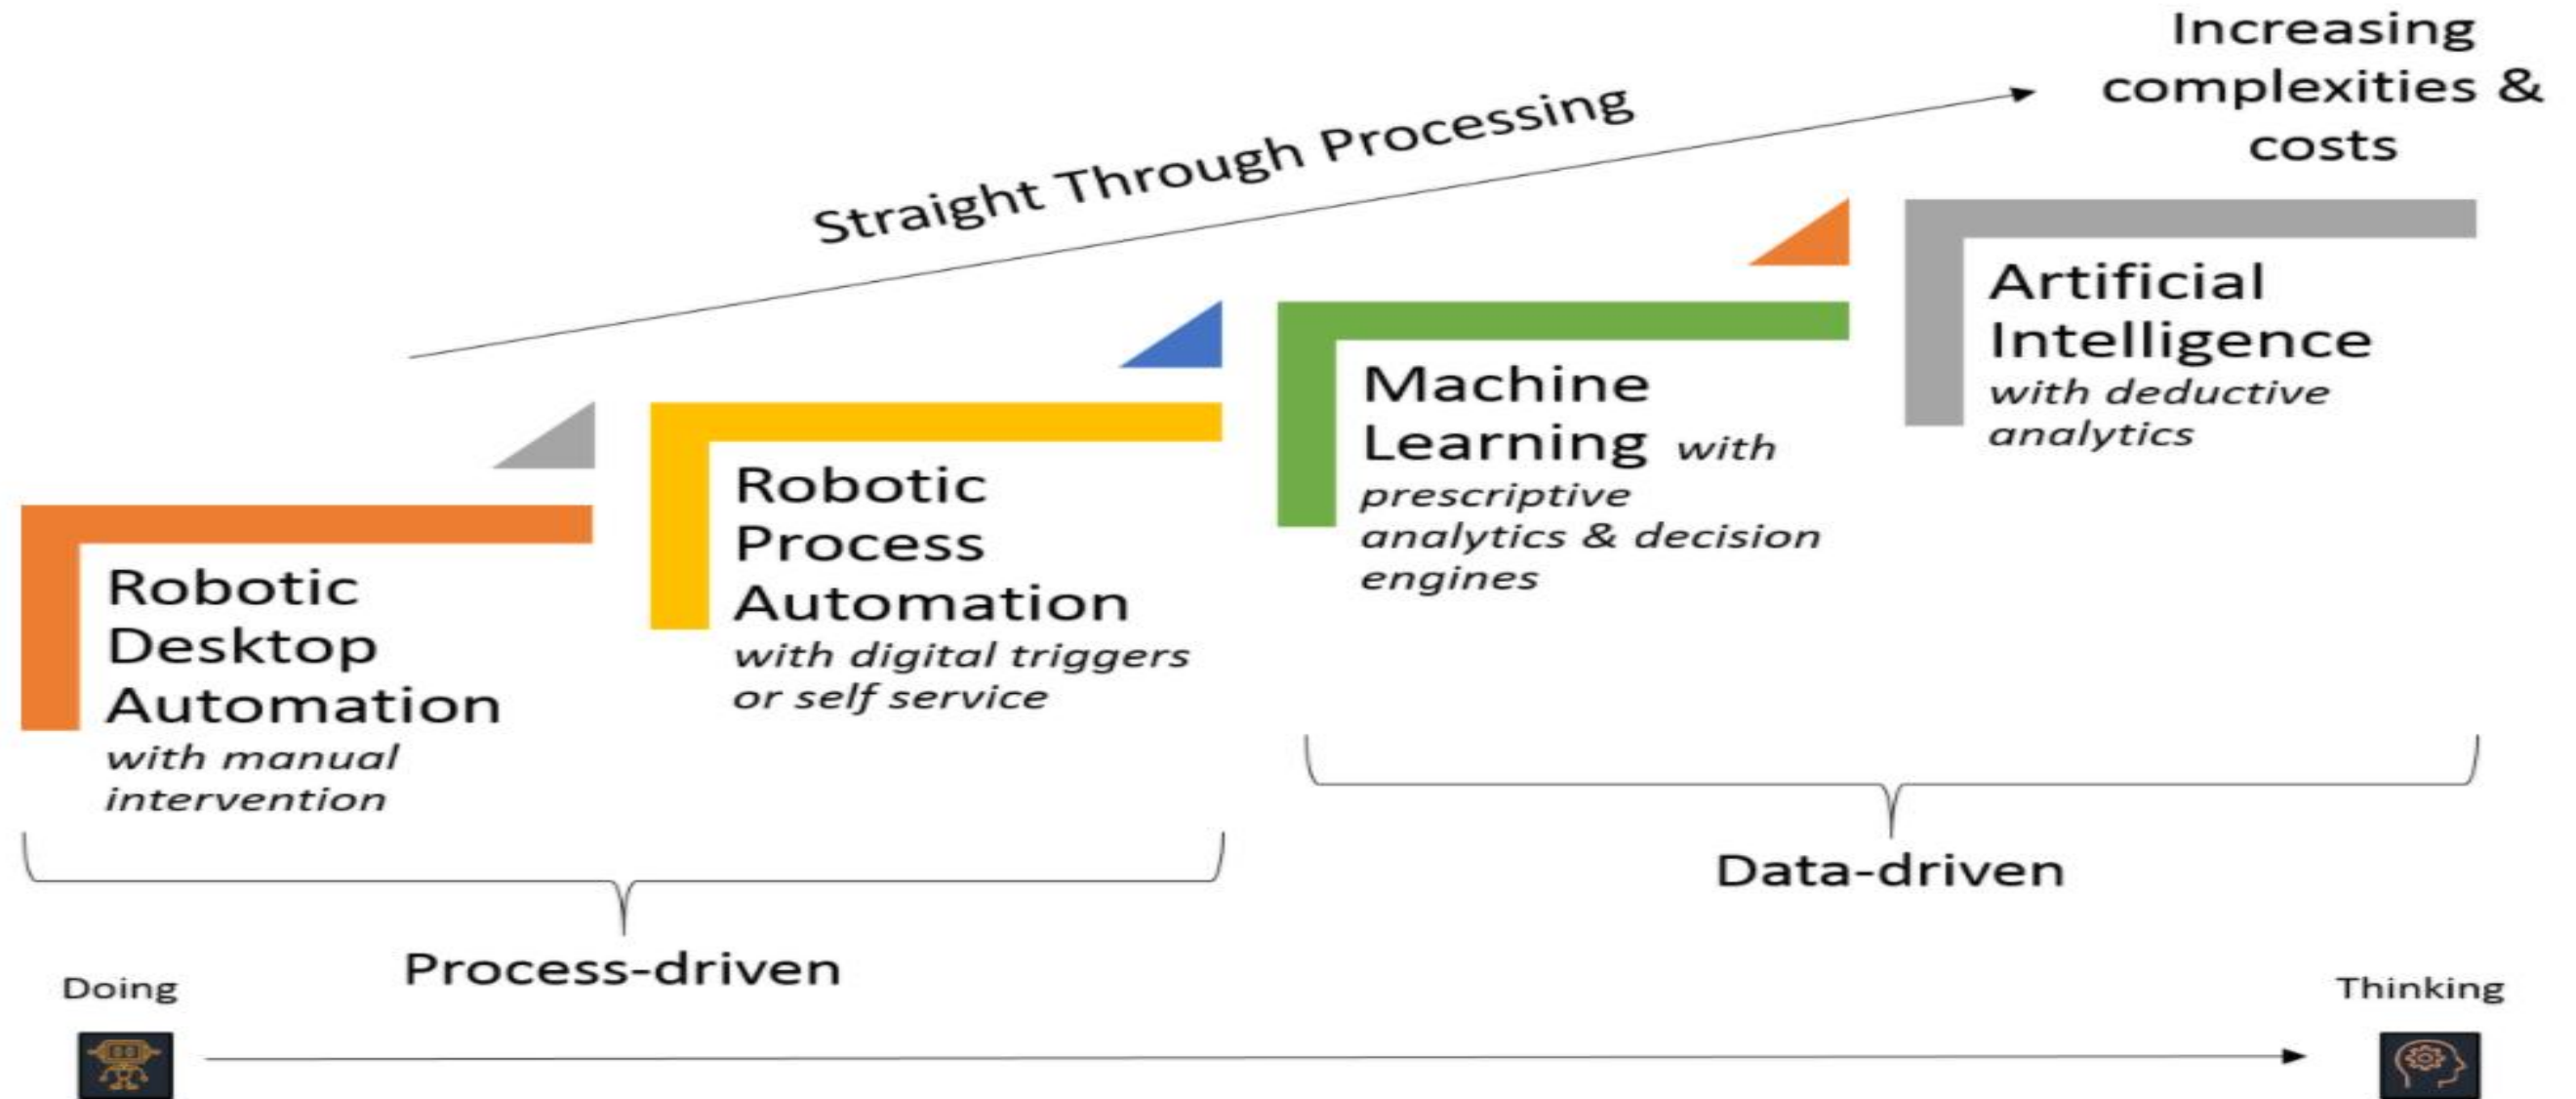 Increasing
complexities &
costs
Straight Through Processing
Artificial
Intelligence
with deductive
analytics
Machine
Learning with
prescriptive
analytics & decision
engines
Robotic
Process
Automation
with digital triggers
or self service
Robotic
Desktop
Automation
with manual
intervention
Data-driven
Process-driven
Doing
Thinking